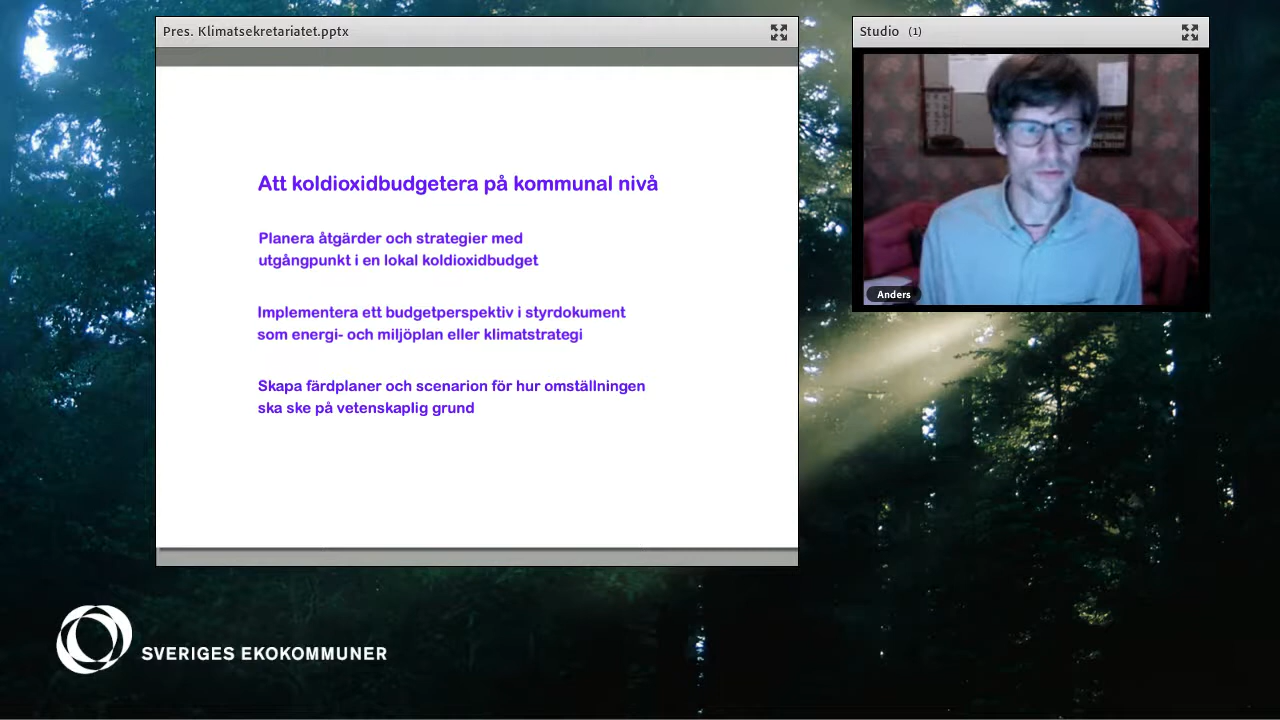 Pres. Klimatsekretariatet.pptx
Att koldioxidbudgetera på kommunal nivå
Planera åtgärder och strategier med
utgångpunkt i en lokal koldioxidbudget
Implementera ett budgetperspektiv i styrdokument
som energi- och miljöplan eller klimatstrategi
Skapa färdplaner och scenarion för hur omställningen
ska ske på vetenskaplig grund
Studio (1)
Anders
SVERIGES EKOKOMMUNER